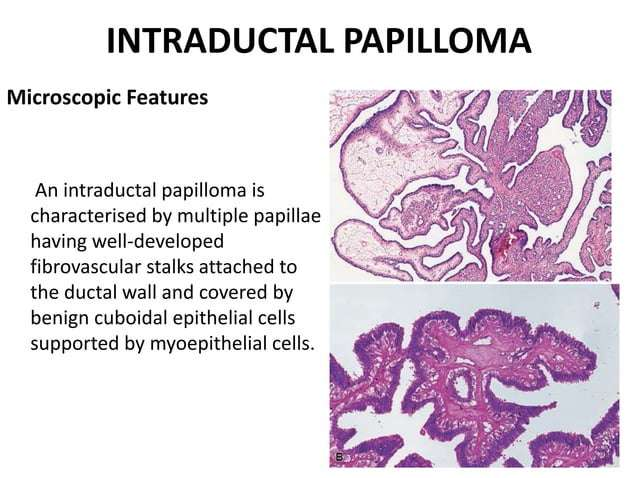 INTRADUCTAL PAPILLOMA
Microscopic Features
An intraductal papilloma is
characterised by multiple papillae
having well-developed
fibrovascular stalks attached to
the ductal wall and covered by
benign cuboidal epithelial cells
supported by myoepithelial cells.
B